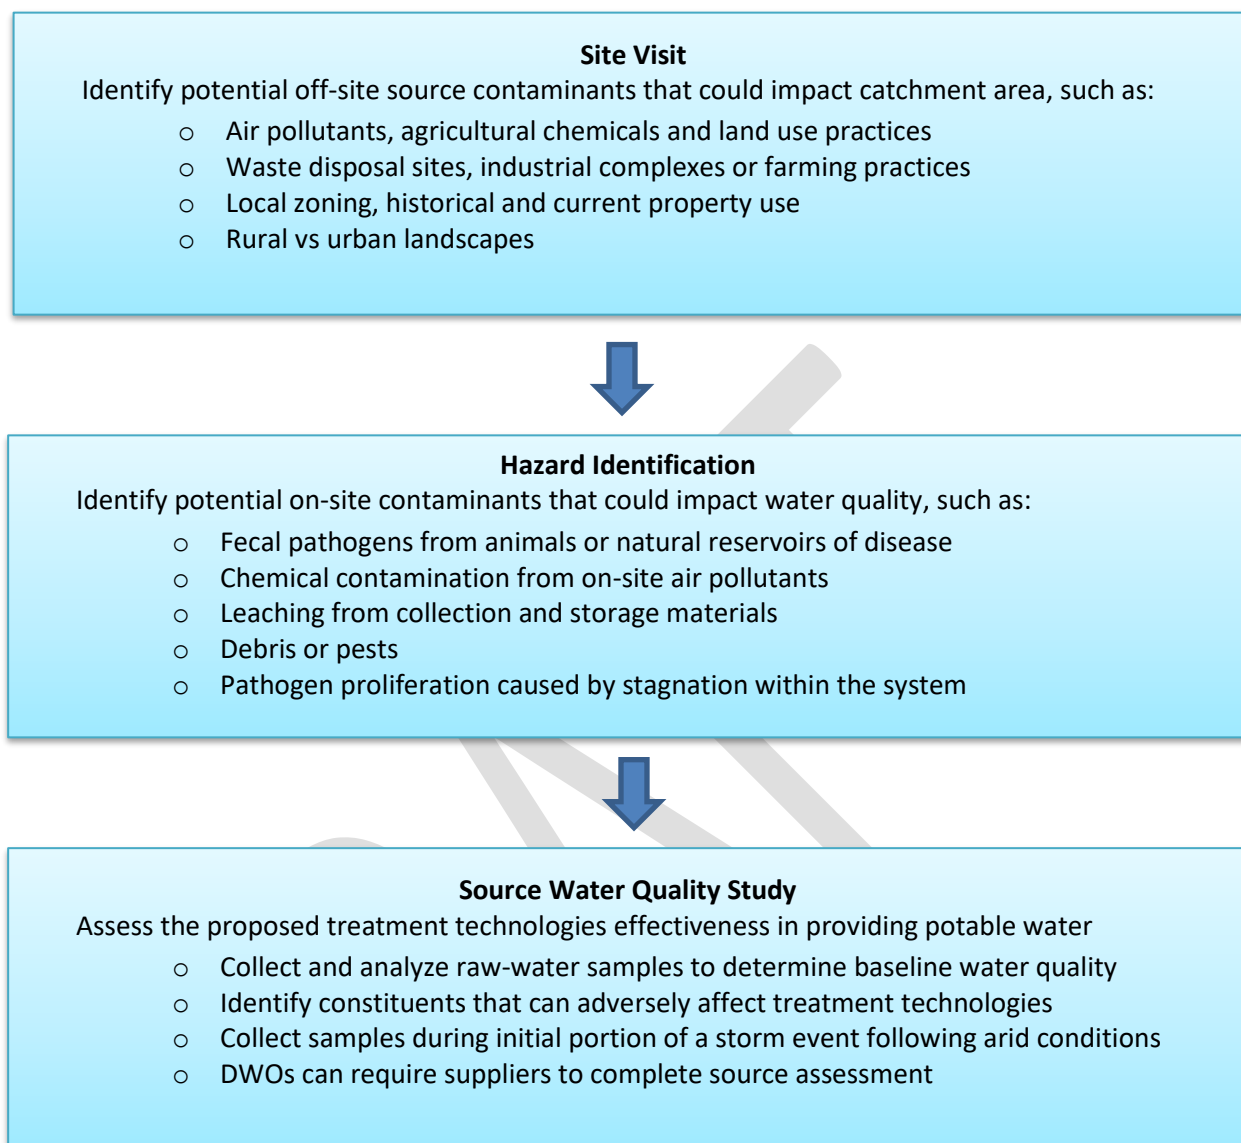 Site Visit
Identify potential off-site source contaminants that could impact catchment area, such as:
o Air pollutants, agricultural chemicals and land use practices
o Waste disposal sites, industrial complexes or farming practices
o Local zoning, historical and current property use
o Rural vs urban landscapes
Hazard Identification
Identify potential on-site contaminants that could impact water quality, such as:
o Fecal pathogens from animals or natural reservoirs of disease
o Chemical contamination from on-site air pollutants
o Leaching from collection and storage materials
o Debris or pests
o Pathogen proliferation caused by stagnation within the system
Source Water Quality Study
Assess the proposed treatment technologies effectiveness in providing potable water
o Collect and analyze raw-water samples to determine baseline water quality
o Identify constituents that can adversely affect treatment technologies
o Collect samples during initial portion of a storm event following arid conditions
o DWOs can require suppliers to complete source assessment